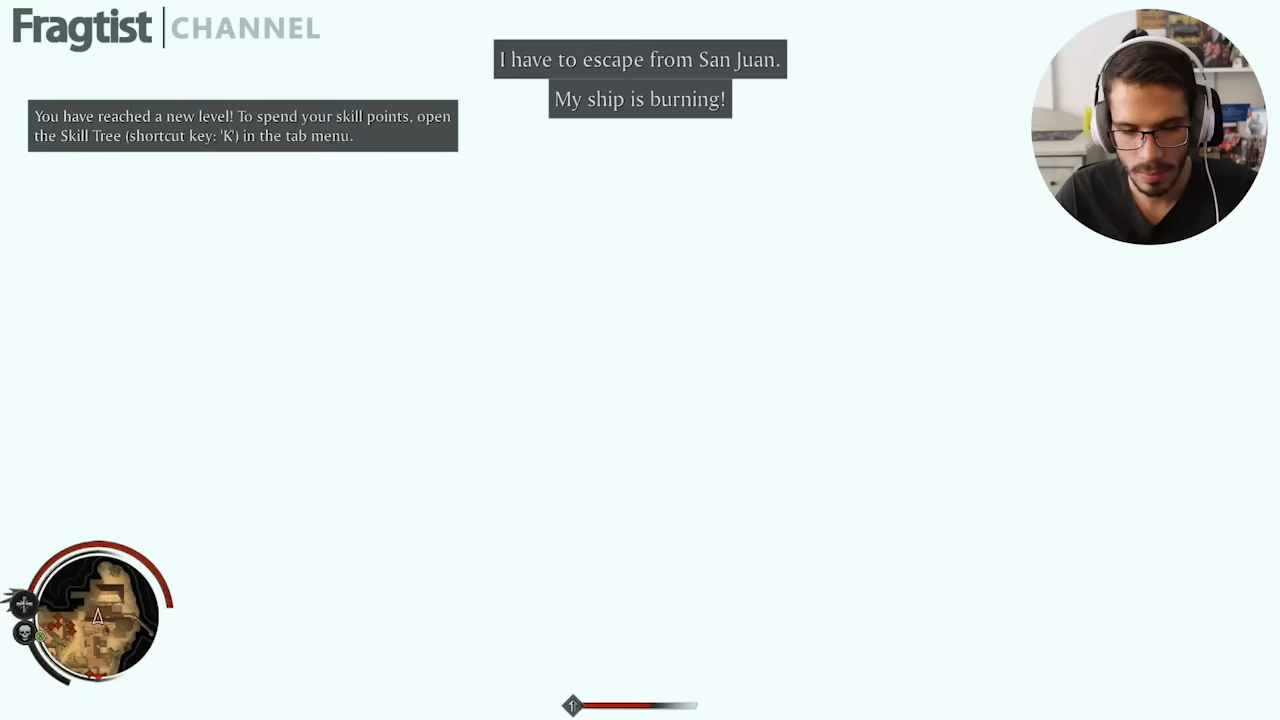 Fragtist CHANNEL
I have to escape from San Juan.
My ship is burning!
You have reached a new level! To spend your skill points, open
the Skill Tree (shortcut key: 'K') in the tab menu.